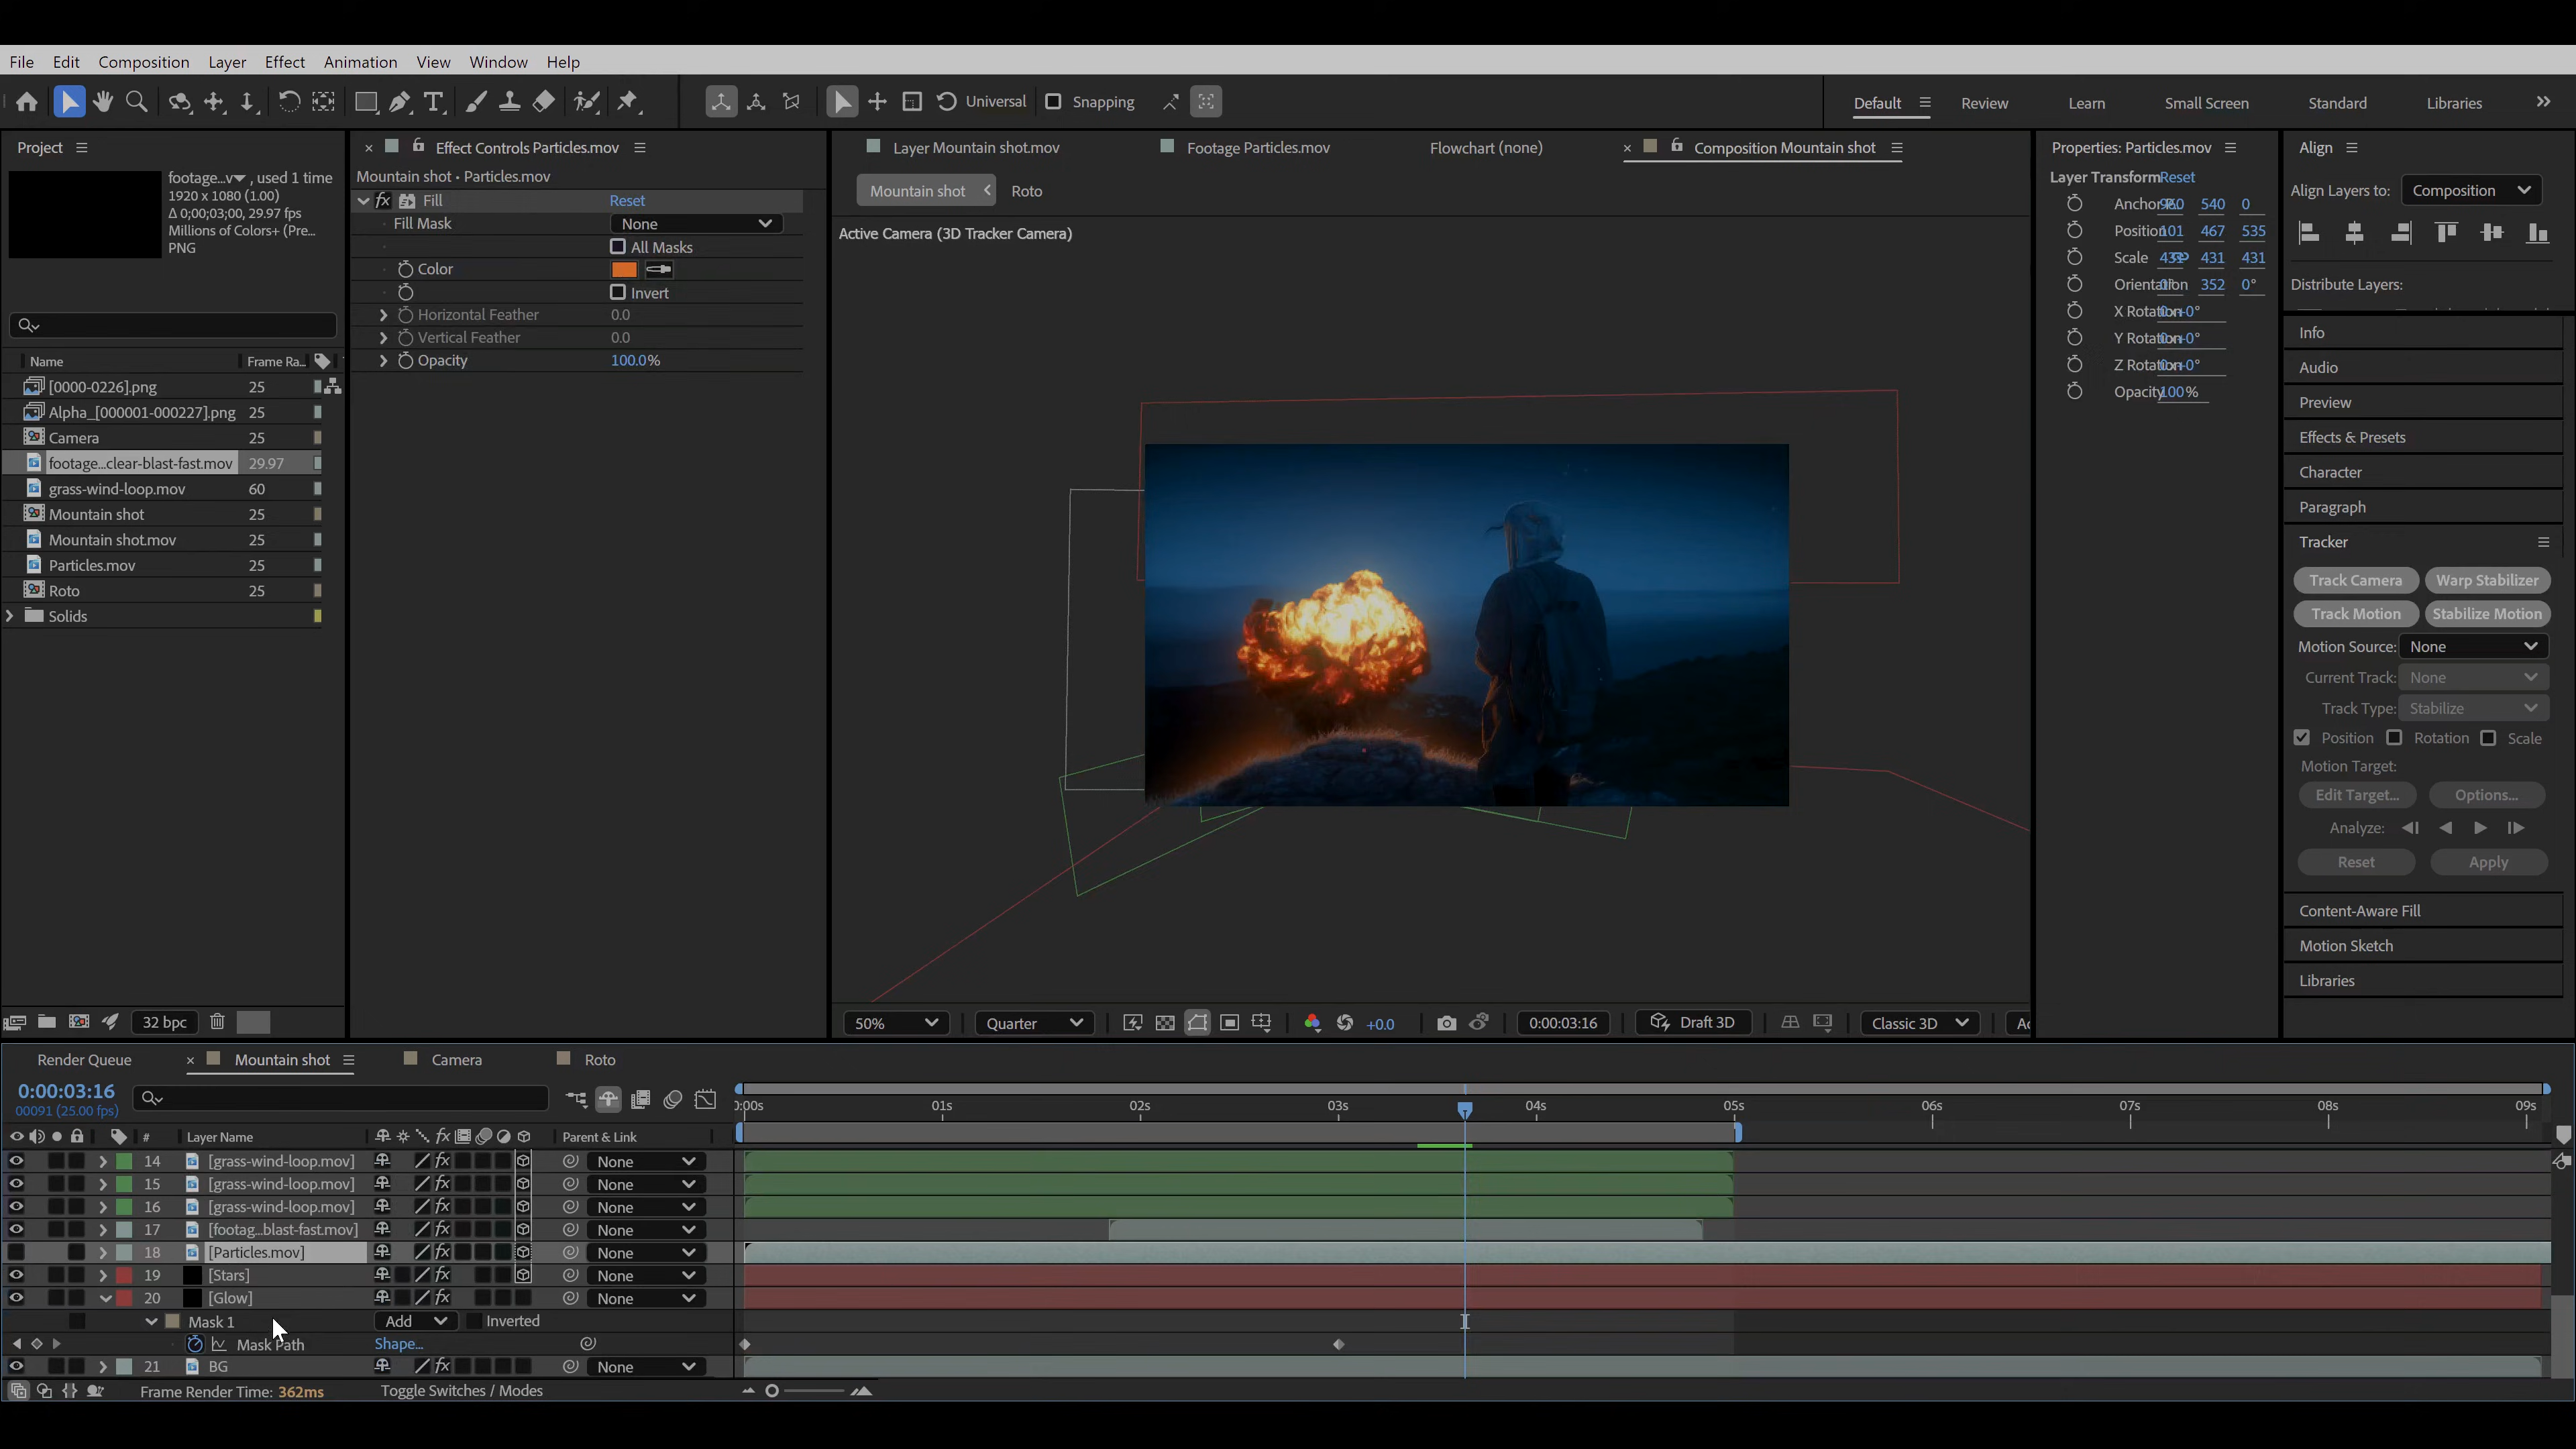 File Edit Composition Layer Effect Animation View Window Help
Universal Snapping Default Review Learn Small Screen Standard Libraries
Project
footage...v , used 1 time
1920 x 1080 (1.00)
Δ 0;00;03;00, 29.97 fps
Millions of Colors+ (Pre...
PNG
Name Frame Ra...
[0000-0226].png 25
Alpha_[000001-000227].png 25
Camera 25
footage...clear-blast-fast.mov 29.97
grass-wind-loop.mov 60
Mountain shot 25
Mountain shot.mov 25
Particles.mov 25
Roto 25
Solids
32 bpc
Effect Controls Particles.mov
Mountain shot • Particles.mov
fx Fill Reset
Fill Mask None
All Masks
Color
Invert
Horizontal Feather 0.0
Vertical Feather 0.0
Opacity 100.0%
Layer Mountain shot.mov Footage Particles.mov Flowchart (none) Composition Mountain shot
Mountain shot Roto
Active Camera (3D Tracker Camera)
50% Quarter +0.0 0:00:03:16 Draft 3D Classic 3D
Properties: Particles.mov
Layer Transform Reset
540 0
Position 101 467 535
Scale 431 431 431
Orientation 0° 352 0°
X Rotation
Y Rotation
Z Rotation
Opacity 100%
Align
Align Layers to: Composition
Distribute Layers:
Info
Audio
Preview
Effects & Presets
Character
Paragraph
Tracker
Track Camera Warp Stabilizer
Track Motion Stabilize Motion
Motion Source: None
Current Track: None
Track Type: Stabilize
Position Rotation Scale
Motion Target:
Edit Target... Options...
Analyze:
Reset Apply
Content-Aware Fill
Motion Sketch
Libraries
Render Queue Mountain shot Camera Roto
0:00:03:16
00091 (25.00 fps)
0:00s 01s 02s 03s 04s 05s 06s 07s 08s 09s
# Layer Name fx Parent & Link
14 [grass-wind-loop.mov] fx None
15 [grass-wind-loop.mov] fx None
16 [grass-wind-loop.mov] fx None
17 [footag...blast-fast.mov] fx None
18 [Particles.mov] fx None
19 [Stars] fx None
20 [Glow] fx None
Mask 1 Add Inverted
Mask Path Shape...
21 BG fx None
Frame Render Time: 362ms Toggle Switches / Modes